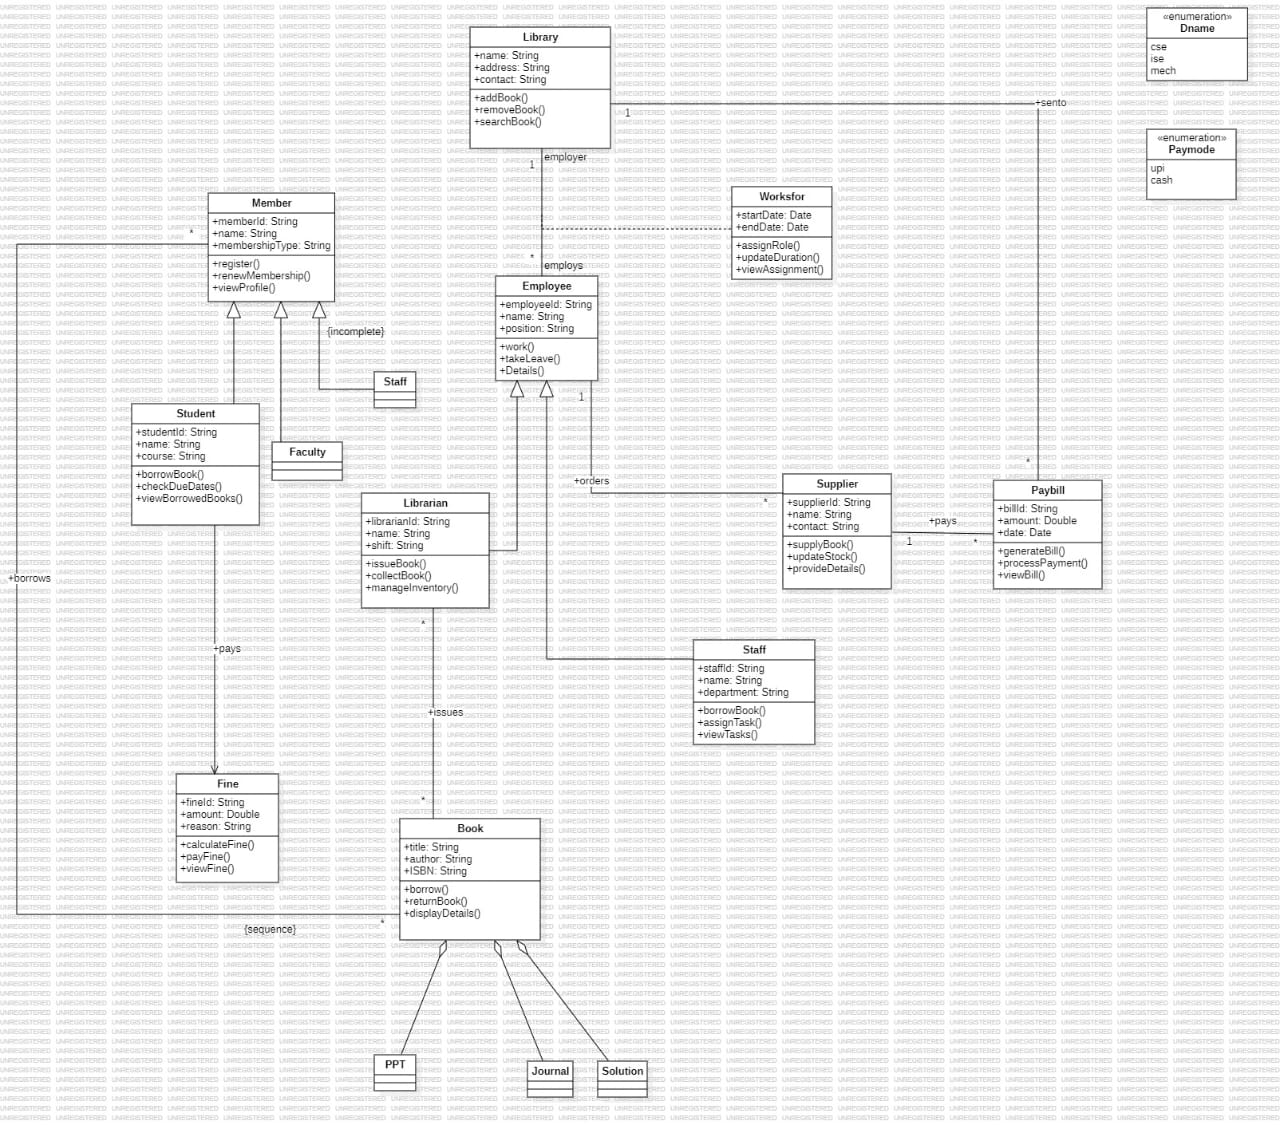 Library
+name: String
+address: String
+contact: String
+addBook()
+removeBook()
+searchBook()
1
+sento
*
«enumeration»
Dname
cse
ise
mech
«enumeration»
Paymode
upi
cash
employer
1
*
employs
Worksfor
+startDate: Date
+endDate: Date
+assignRole()
+updateDuration()
+viewAssignment()
Member
+memberId: String
+name: String
+membershipType: String
+register()
+renewMembership()
+viewProfile()
*
{incomplete}
Staff
Employee
+employeeId: String
+name: String
+position: String
+work()
+takeLeave()
+Details()
1
+orders
*
Student
+studentId: String
+name: String
+course: String
+borrowBook()
+checkDueDates()
+viewBorrowedBooks()
Faculty
Librarian
+librarianId: String
+name: String
+shift: String
+issueBook()
+collectBook()
+manageInventory()
Supplier
+supplierId: String
+name: String
+contact: String
+supplyBook()
+updateStock()
+provideDetails()
+pays
1
*
Paybill
+billId: String
+amount: Double
+date: Date
+generateBill()
+processPayment()
+viewBill()
+borrows
+pays
*
+issues
*
Staff
+staffId: String
+name: String
+department: String
+borrowBook()
+assignTask()
+viewTasks()
Fine
+fineId: String
+amount: Double
+reason: String
+calculateFine()
+payFine()
+viewFine()
Book
+title: String
+author: String
+ISBN: String
+borrow()
+returnBook()
+displayDetails()
{sequence}
*
PPT
Journal
Solution
UNREGISTERED